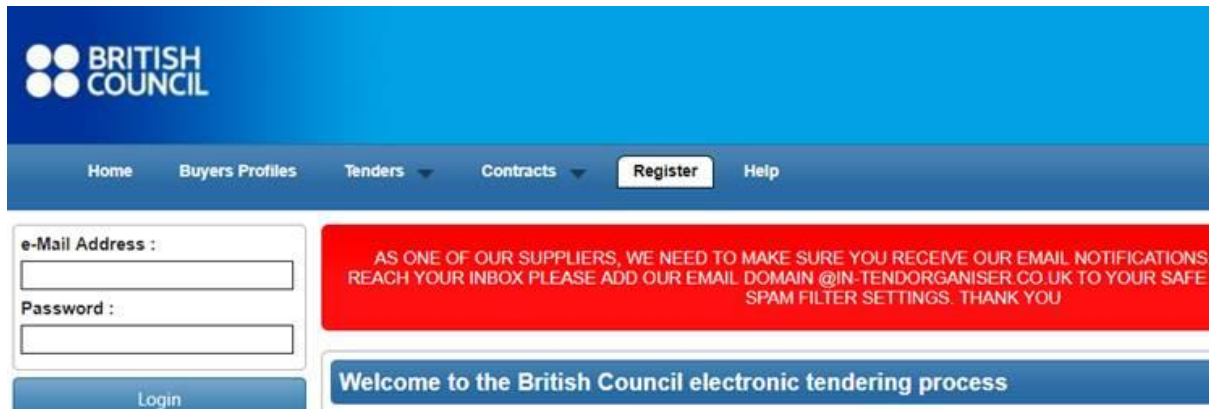 BRITISH
COUNCIL
Home Buyers Profiles Tenders Contracts Register Help
e-Mail Address :
Password :
Login
AS ONE OF OUR SUPPLIERS, WE NEED TO MAKE SURE YOU RECEIVE OUR EMAIL NOTIFICATIONS
REACH YOUR INBOX PLEASE ADD OUR EMAIL DOMAIN @IN-TENDORGANISER.CO.UK TO YOUR SAFE
SPAM FILTER SETTINGS. THANK YOU
Welcome to the British Council electronic tendering process